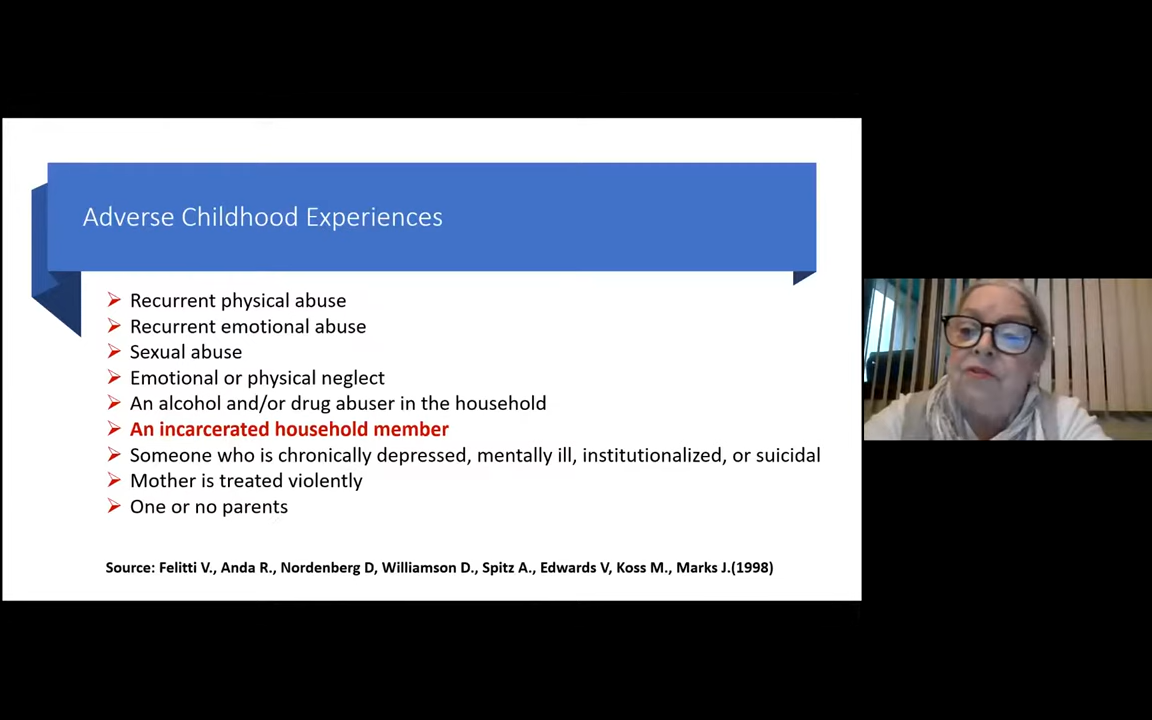 Adverse Childhood Experiences
Recurrent physical abuse
Recurrent emotional abuse
Sexual abuse
Emotional or physical neglect
An alcohol and/or drug abuser in the household
An incarcerated household member
Someone who is chronically depressed, mentally ill, institutionalized, or suicidal
Mother is treated violently
One or no parents
Source: Felitti V., Anda R., Nordenberg D, Williamson D., Spitz A., Edwards V, Koss M., Marks J.(1998)